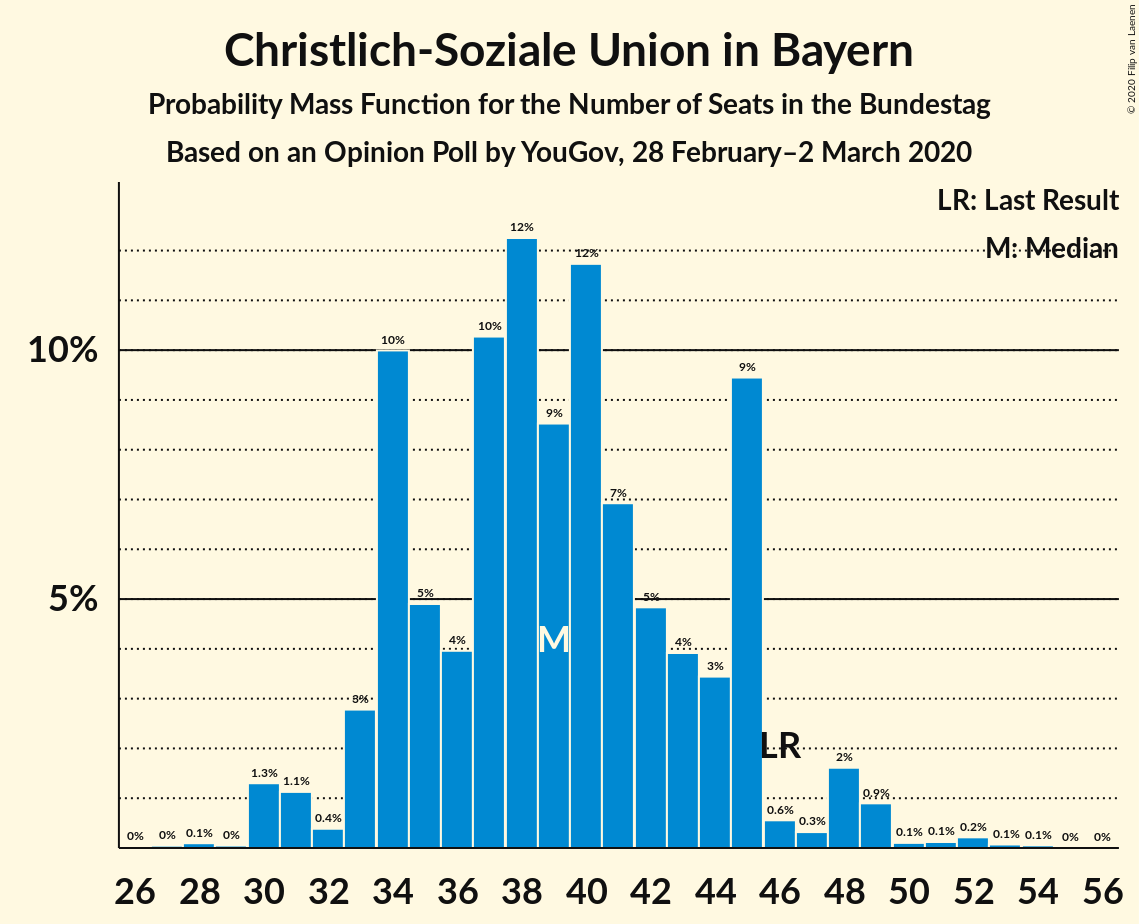 Christlich-Soziale Union in Bayern
Probability Mass Function for the Number of Seats in the Bundestag
Based on an Opinion Poll by YouGov, 28 February–2 March 2020
© 2020 Filip van Laenen
LR: Last Result
M: Median
10%
5%
0% 0% 0.1% 0% 1.3% 1.1% 0.4% 3% 10% 5% 4% 10% 12% 9% 12% 7% 5% 4% 3% 9% 0.6% 0.3% 2% 0.9% 0.1% 0.1% 0.2% 0.1% 0.1% 0% 0%
M
LR
26 28 30 32 34 36 38 40 42 44 46 48 50 52 54 56